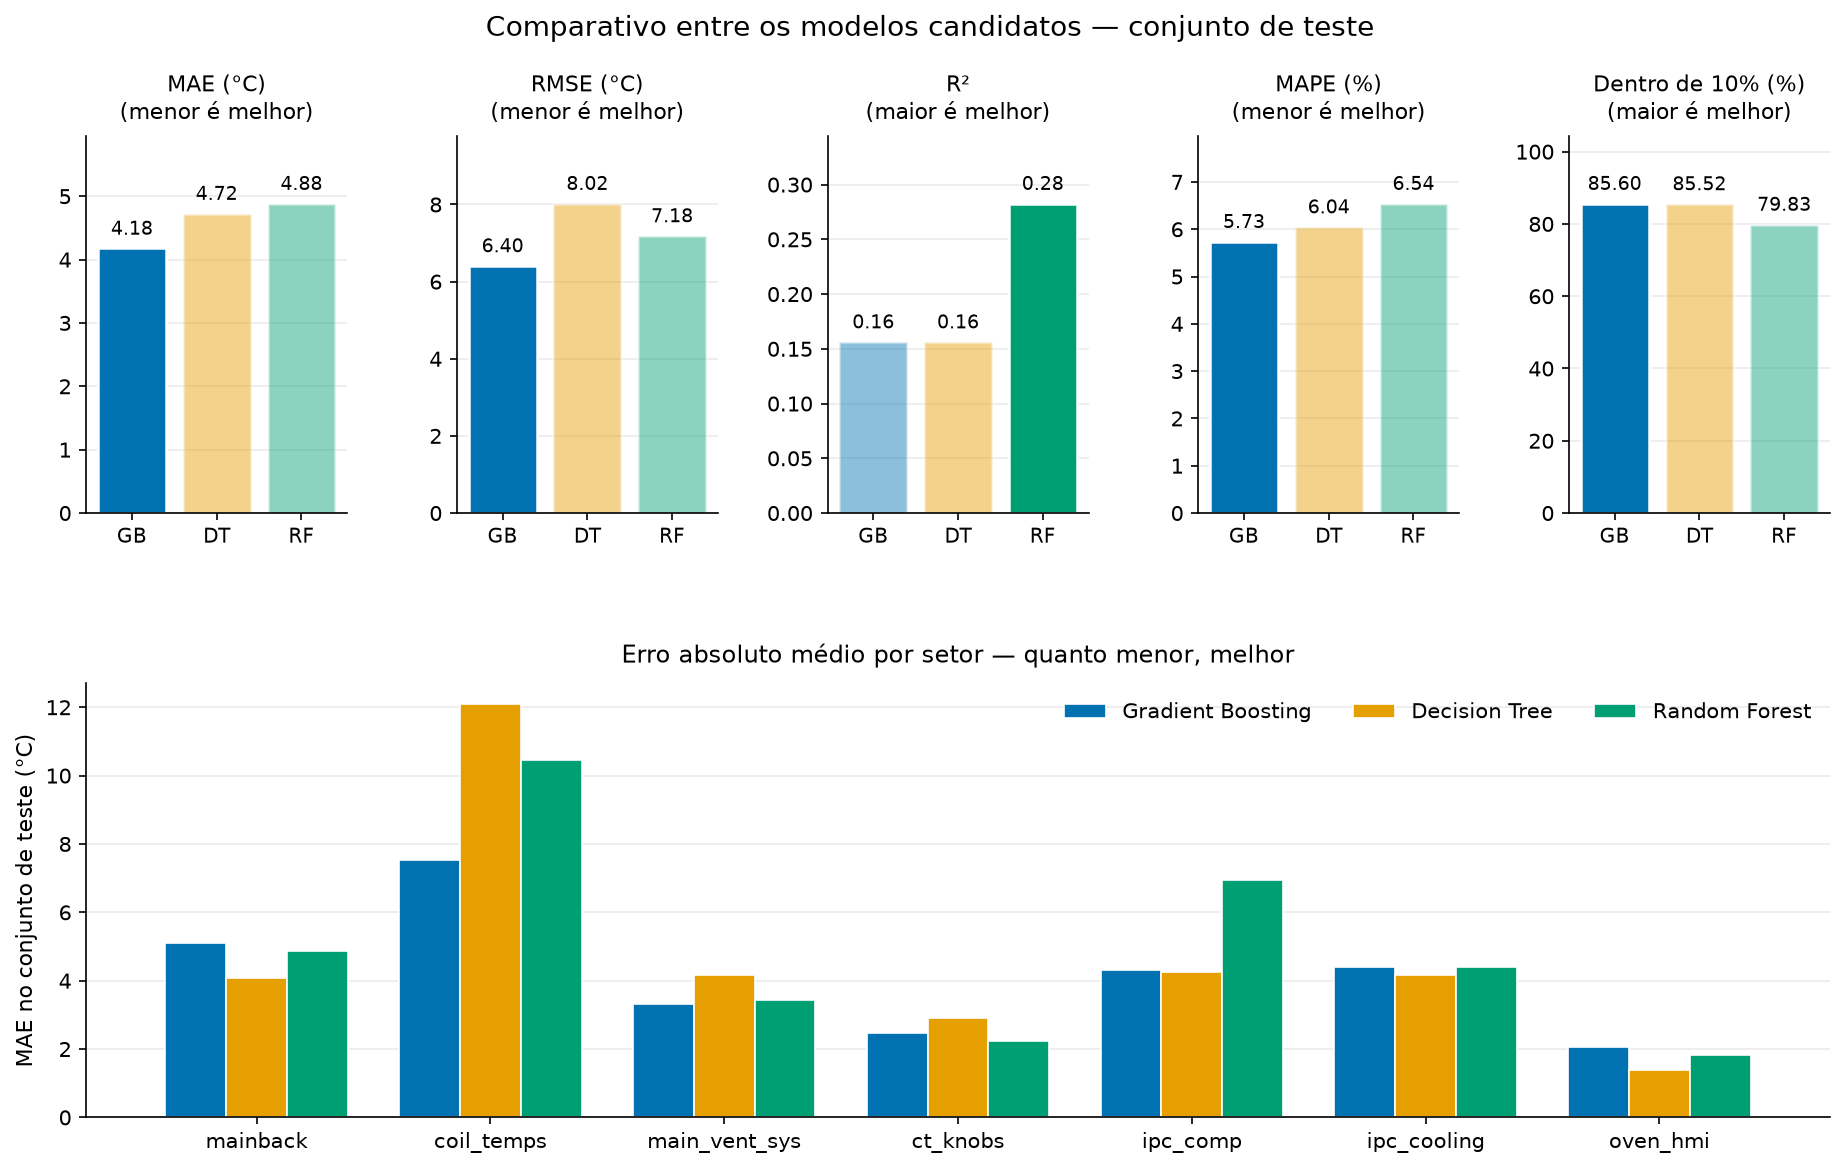 Comparativo entre os modelos candidatos — conjunto de teste
MAE (°C)
(menor é melhor)
5
4
3
2
1
0
4.18
4.72
4.88
GB
DT
RF
RMSE (°C)
(menor é melhor)
8
6
4
2
0
6.40
8.02
7.18
GB
DT
RF
R²
(maior é melhor)
0.30
0.25
0.20
0.15
0.10
0.05
0.00
0.16
0.16
0.28
GB
DT
RF
MAPE (%)
(menor é melhor)
7
6
5
4
3
2
1
0
5.73
6.04
6.54
GB
DT
RF
Dentro de 10% (%)
(maior é melhor)
100
80
60
40
20
0
85.60
85.52
79.83
GB
DT
RF
Erro absoluto médio por setor — quanto menor, melhor
MAE no conjunto de teste (°C)
12
10
8
6
4
2
0
Gradient Boosting
Decision Tree
Random Forest
mainback
coil_temps
main_vent_sys
ct_knobs
ipc_comp
ipc_cooling
oven_hmi